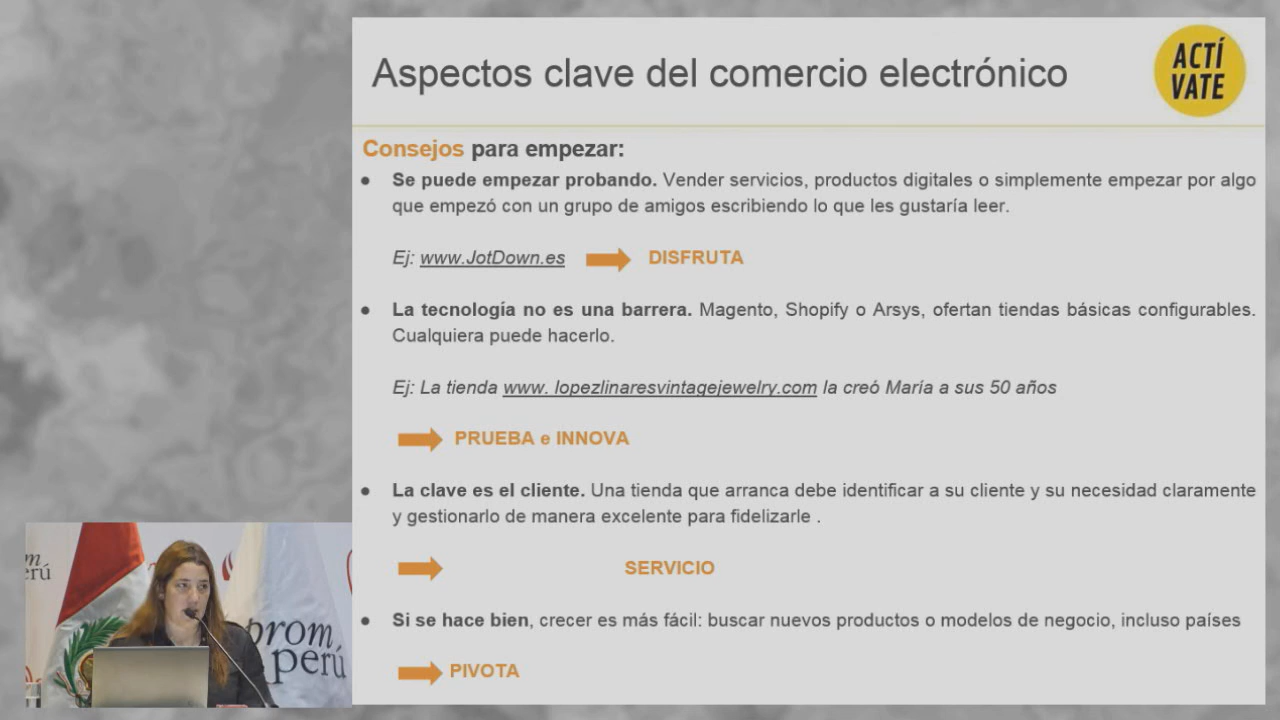 Aspectos clave del comercio electrónico
ACTÍ
VATE
Consejos para empezar:
● Se puede empezar probando. Vender servicios, productos digitales o simplemente empezar por algo
que empezó con un grupo de amigos escribiendo lo que les gustaría leer.
Ej: www.JotDown.es DISFRUTA
● La tecnología no es una barrera. Magento, Shopify o Arsys, ofertan tiendas básicas configurables.
Cualquiera puede hacerlo.
Ej: La tienda www. lopezlinaresvintagejewelry.com la creó María a sus 50 años
PRUEBA e INNOVA
● La clave es el cliente. Una tienda que arranca debe identificar a su cliente y su necesidad claramente
y gestionarlo de manera excelente para fidelizarle .
SERVICIO
● Si se hace bien, crecer es más fácil: buscar nuevos productos o modelos de negocio, incluso países
PIVOTA
m
erú
prom
perú